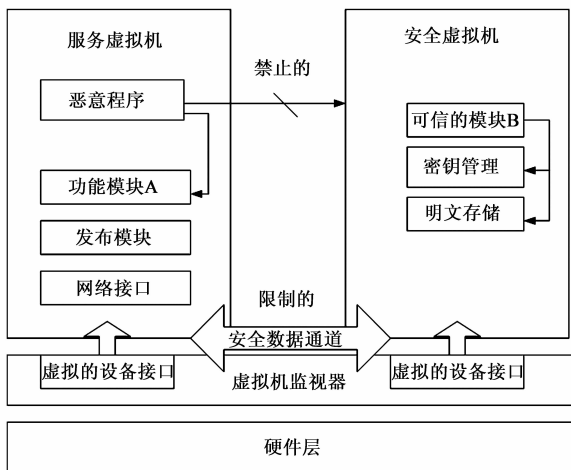 服务虚拟机
安全虚拟机
禁止的
恶意程序
可信的模块B
密钥管理
功能模块A
明文存储
发布模块
网络接口
限制的
安全数据通道
虚拟的设备接口
虚拟机监视器
虚拟的设备接口
硬件层